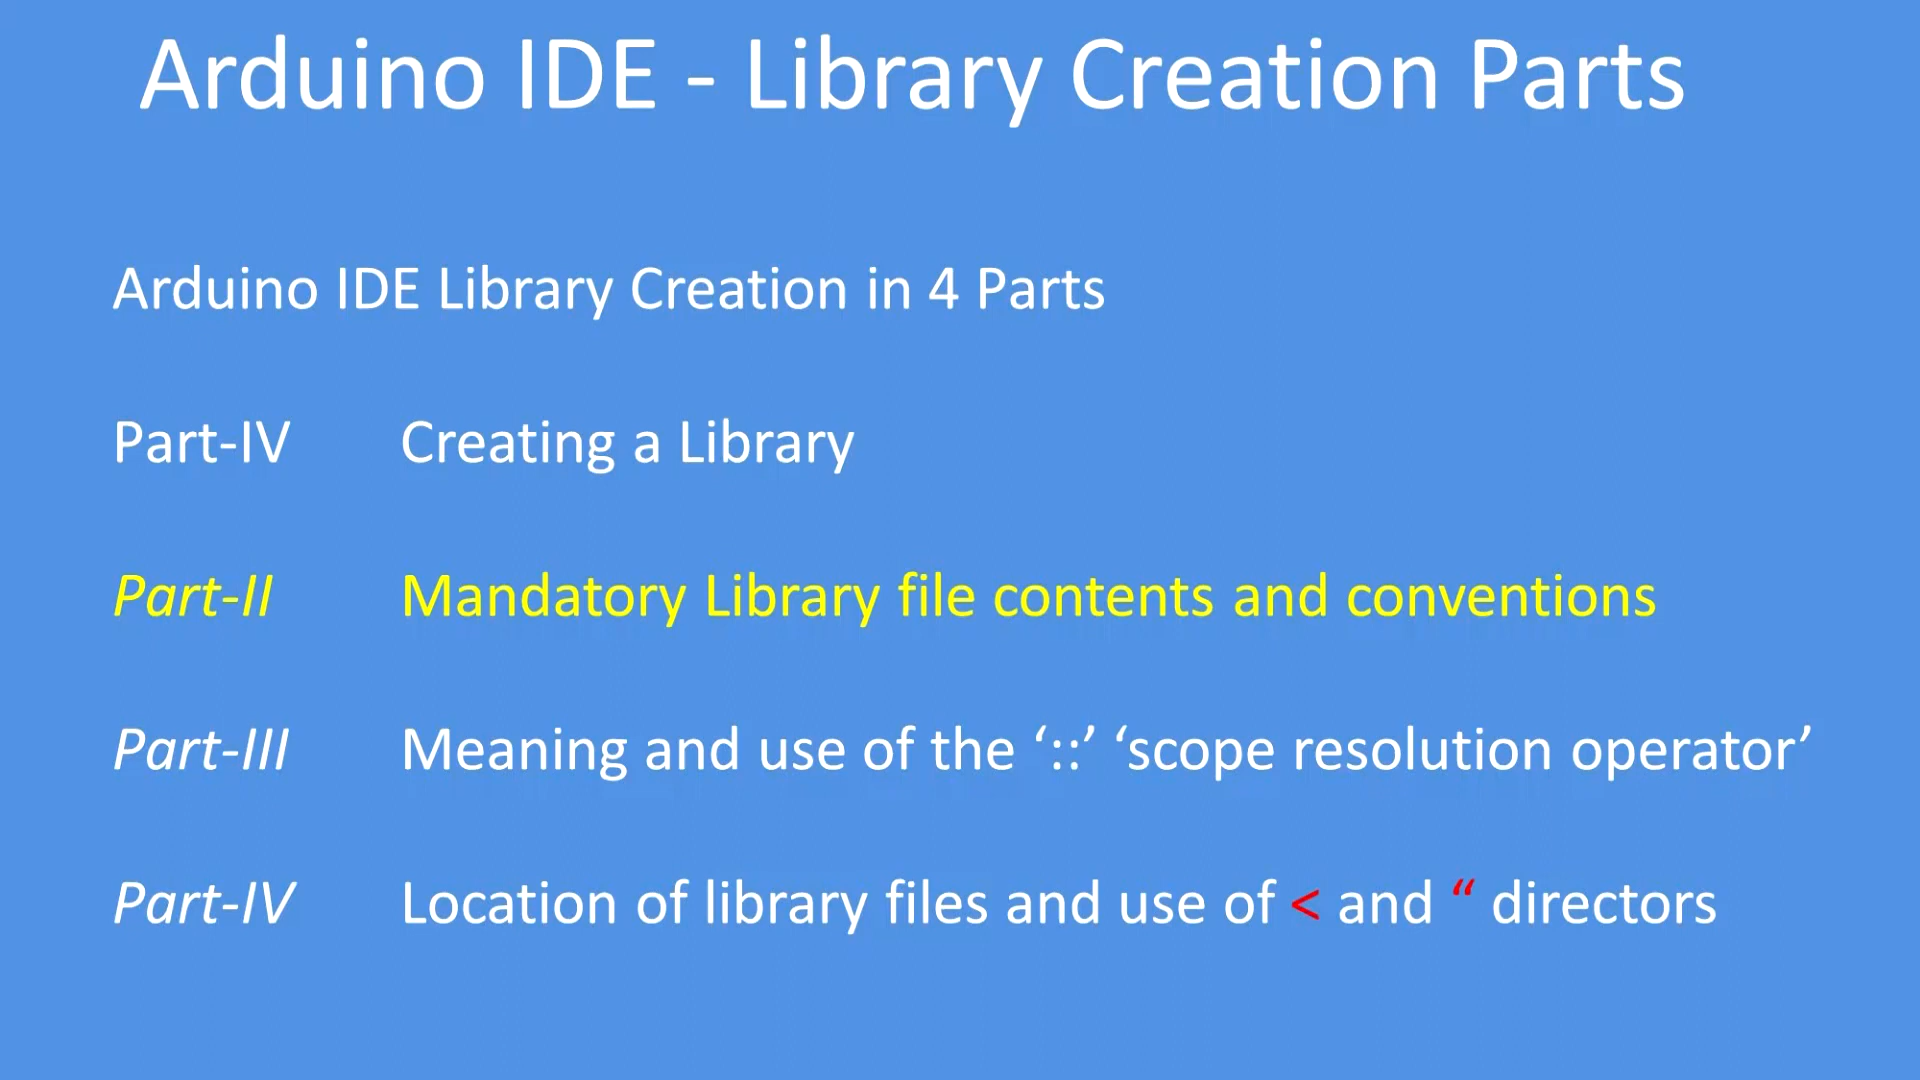 Arduino IDE - Library Creation Parts
Arduino IDE Library Creation in 4 Parts
Part-IV Creating a Library
Part-II Mandatory Library file contents and conventions
Part-III Meaning and use of the ‘::’ ‘scope resolution operator’
Part-IV Location of library files and use of < and “ directors